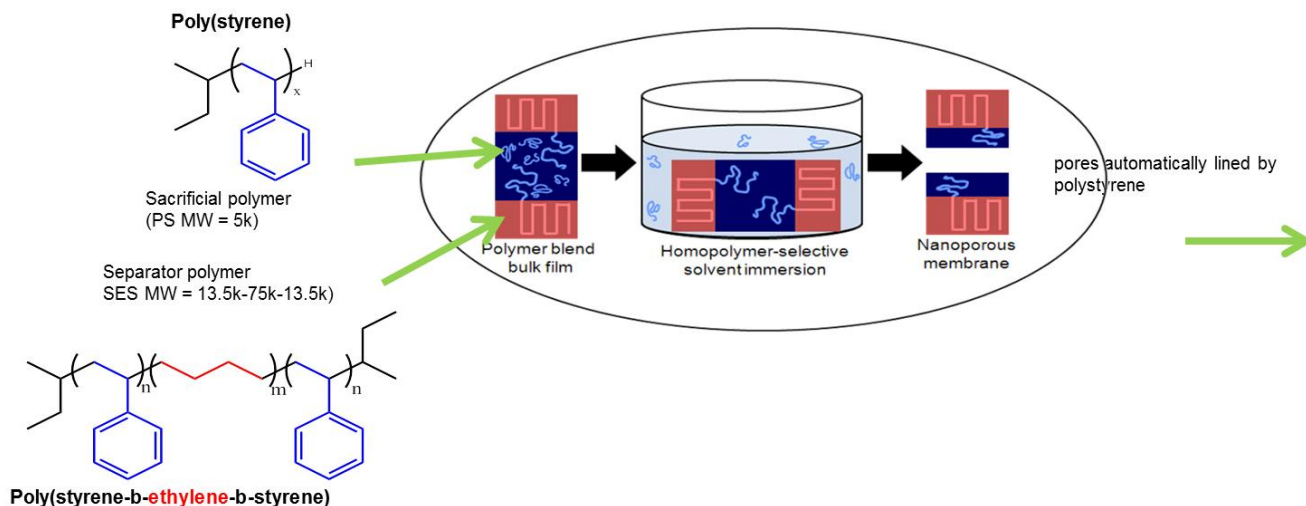 Poly(styrene)
H
x
Sacrificial polymer
(PS MW = 5k)
Separator polymer
SES MW = 13.5k-75k-13.5k)
n
m
n
Poly(styrene-b-ethylene-b-styrene)
Polymer blend
bulk film
Homopolymer-selective
solvent immersion
Nanoporous
membrane
pores automatically lined by
polystyrene